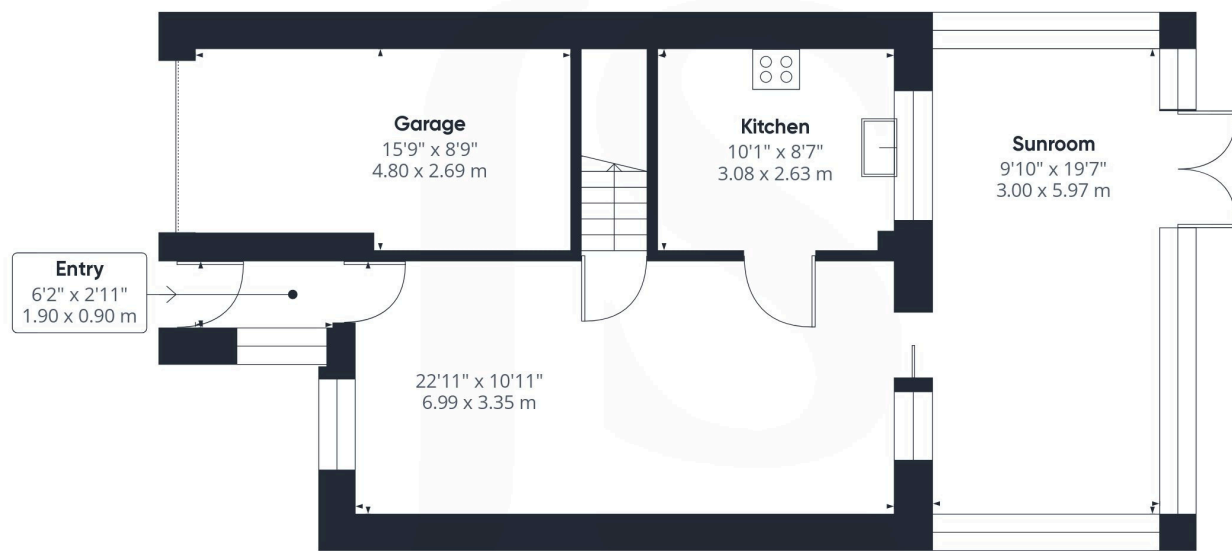 Garage
15'9" x 8'9"
4.80 x 2.69 m
Kitchen
10'1" x 8'7"
3.08 x 2.63 m
Sunroom
9'10" x 19'7"
3.00 x 5.97 m
Entry
6'2" x 2'11"
1.90 x 0.90 m
22'11" x 10'11"
6.99 x 3.35 m